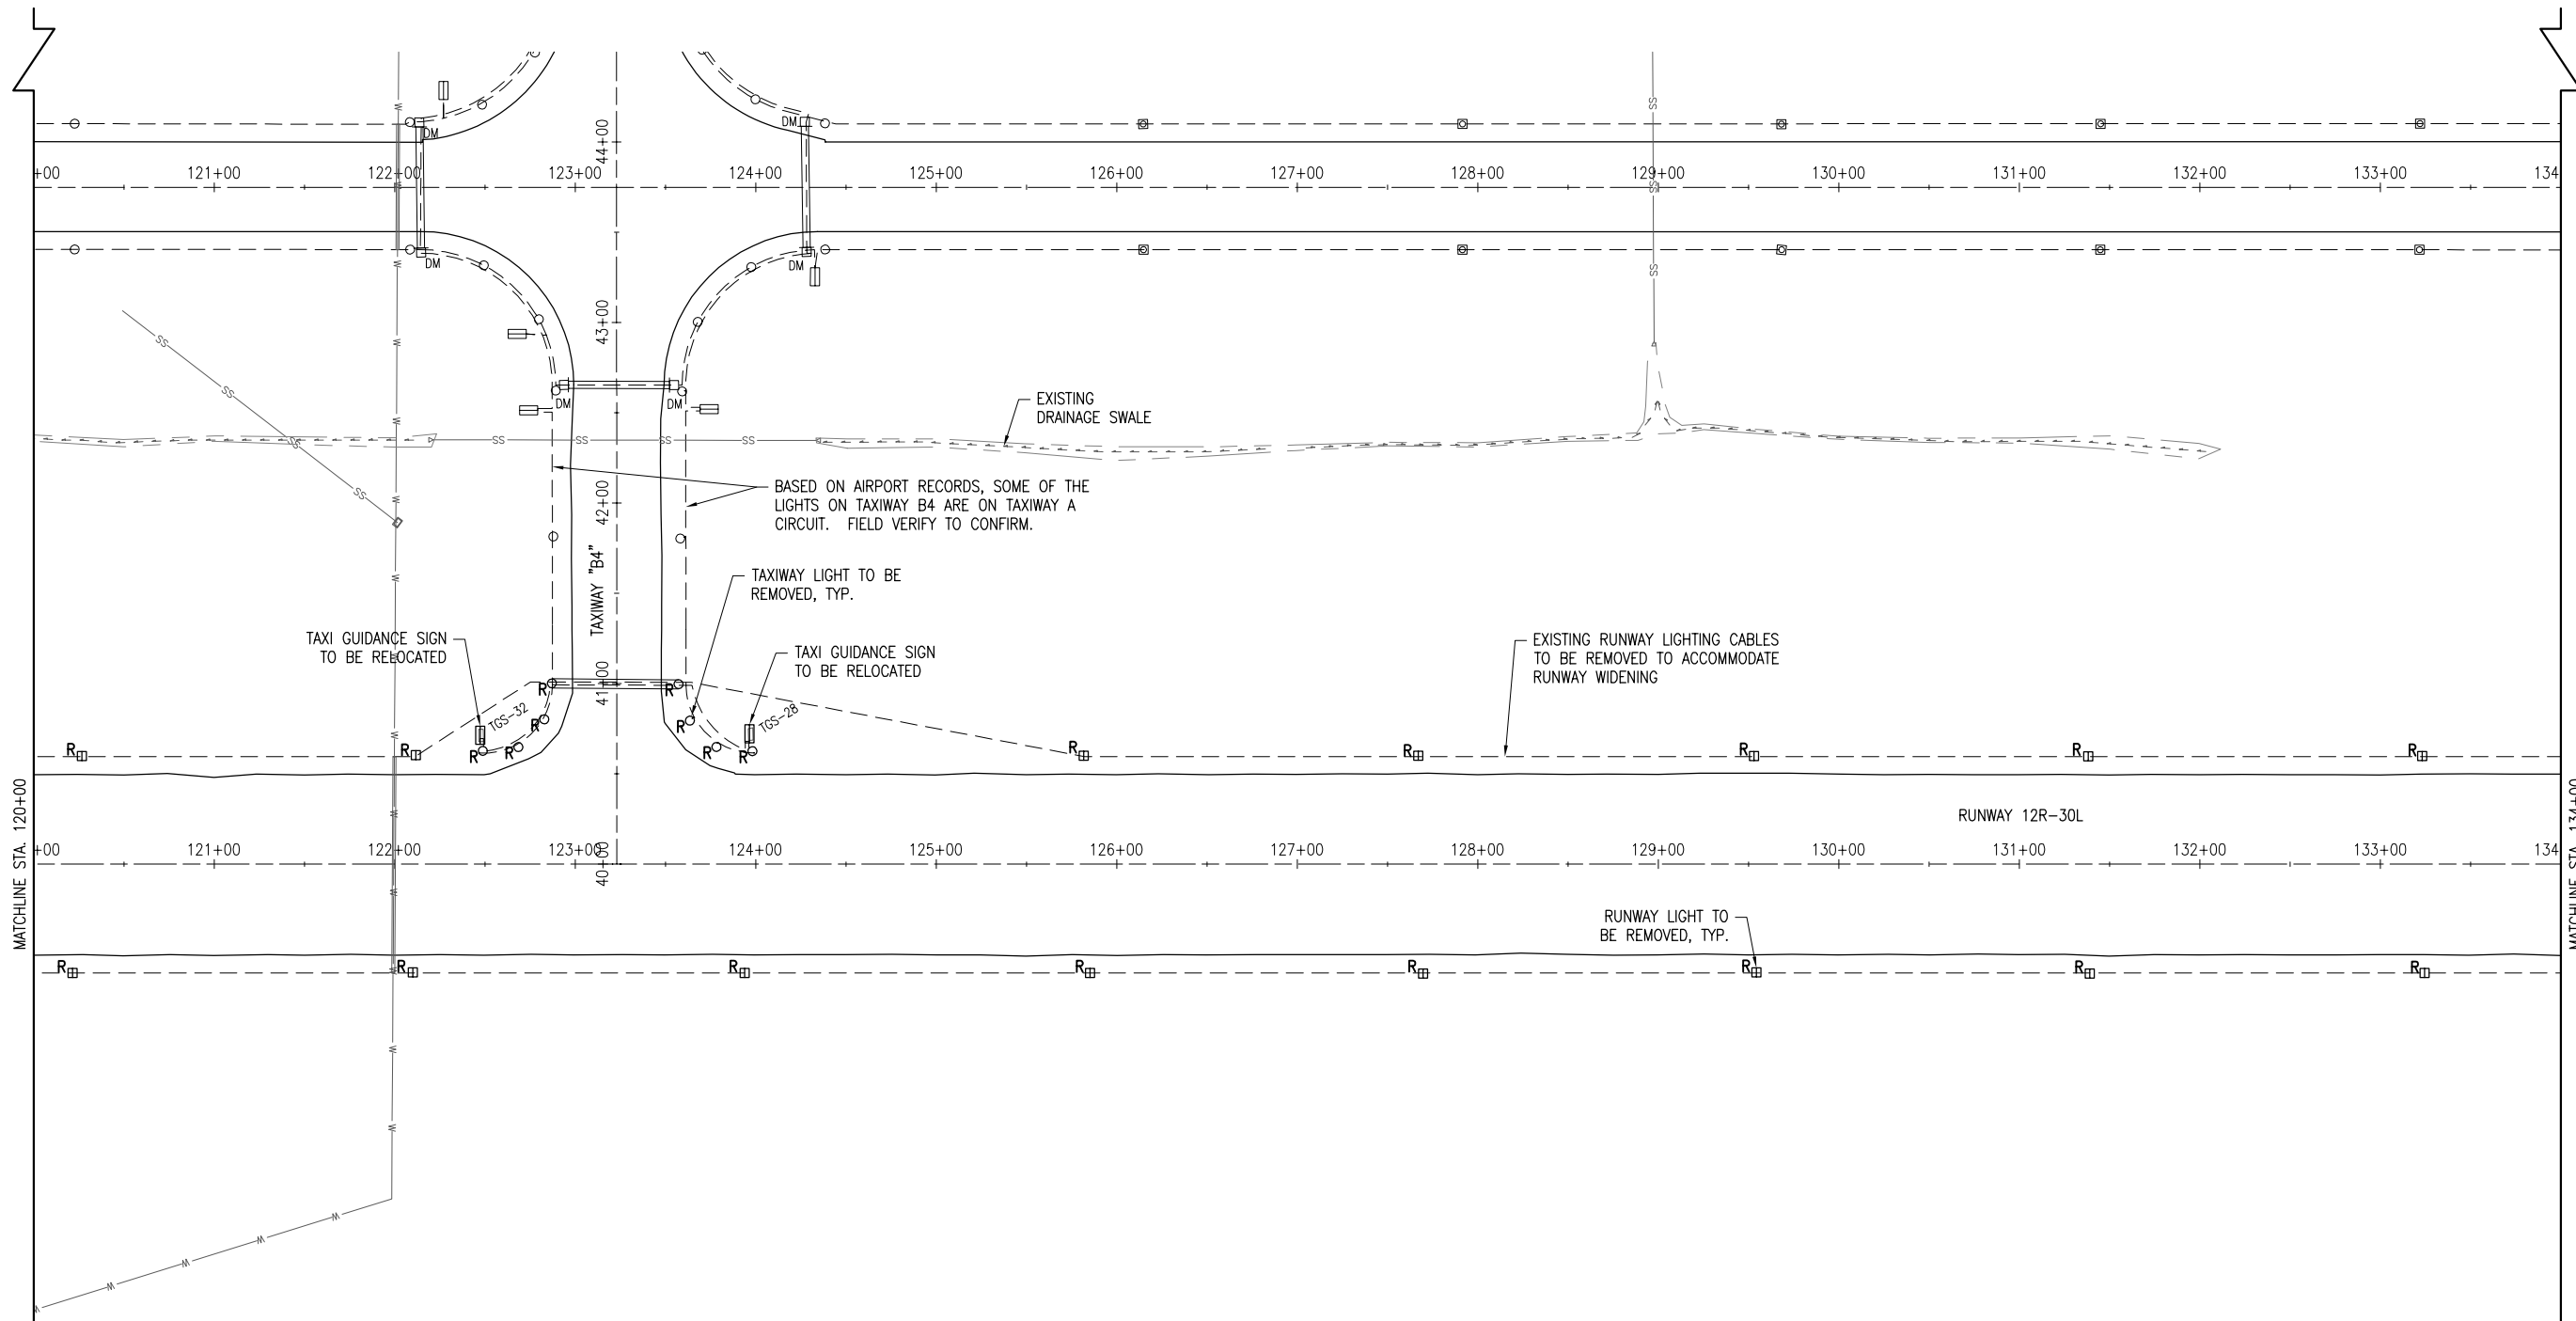 DM
DM
44+00
+00
121+00
122+00
123+00
124+00
125+00
126+00
127+00
128+00
129+00
130+00
131+00
132+00
133+00
134
W
SS
DM
DM
43+00
SS
SS
SS
SS
DM
DM
EXISTING
DRAINAGE SWALE
SS
SS
SS
SS
SS
BASED ON AIRPORT RECORDS, SOME OF THE
LIGHTS ON TAXIWAY B4 ARE ON TAXIWAY A
CIRCUIT. FIELD VERIFY TO CONFIRM.
42+00
TAXIWAY "B4"
TAXIWAY LIGHT TO BE
REMOVED, TYP.
TAXI GUIDANCE SIGN
TO BE RELOCATED
TAXI GUIDANCE SIGN
TO BE RELOCATED
EXISTING RUNWAY LIGHTING CABLES
TO BE REMOVED TO ACCOMMODATE
RUNWAY WIDENING
41+00
R
R
TGS-32
TGS-28
R
R
R
R
R
R
R
R
R
R
R
R
R
MATCHLINE STA. 120+00
MATCHLINE STA. 134+00
RUNWAY 12R-30L
+00
121+00
122+00
123+00
40+00
124+00
125+00
126+00
127+00
128+00
129+00
130+00
131+00
132+00
133+00
134
RUNWAY LIGHT TO
BE REMOVED, TYP.
R
R
R
R
R
R
R
R
W
W
W
W
W
W
W